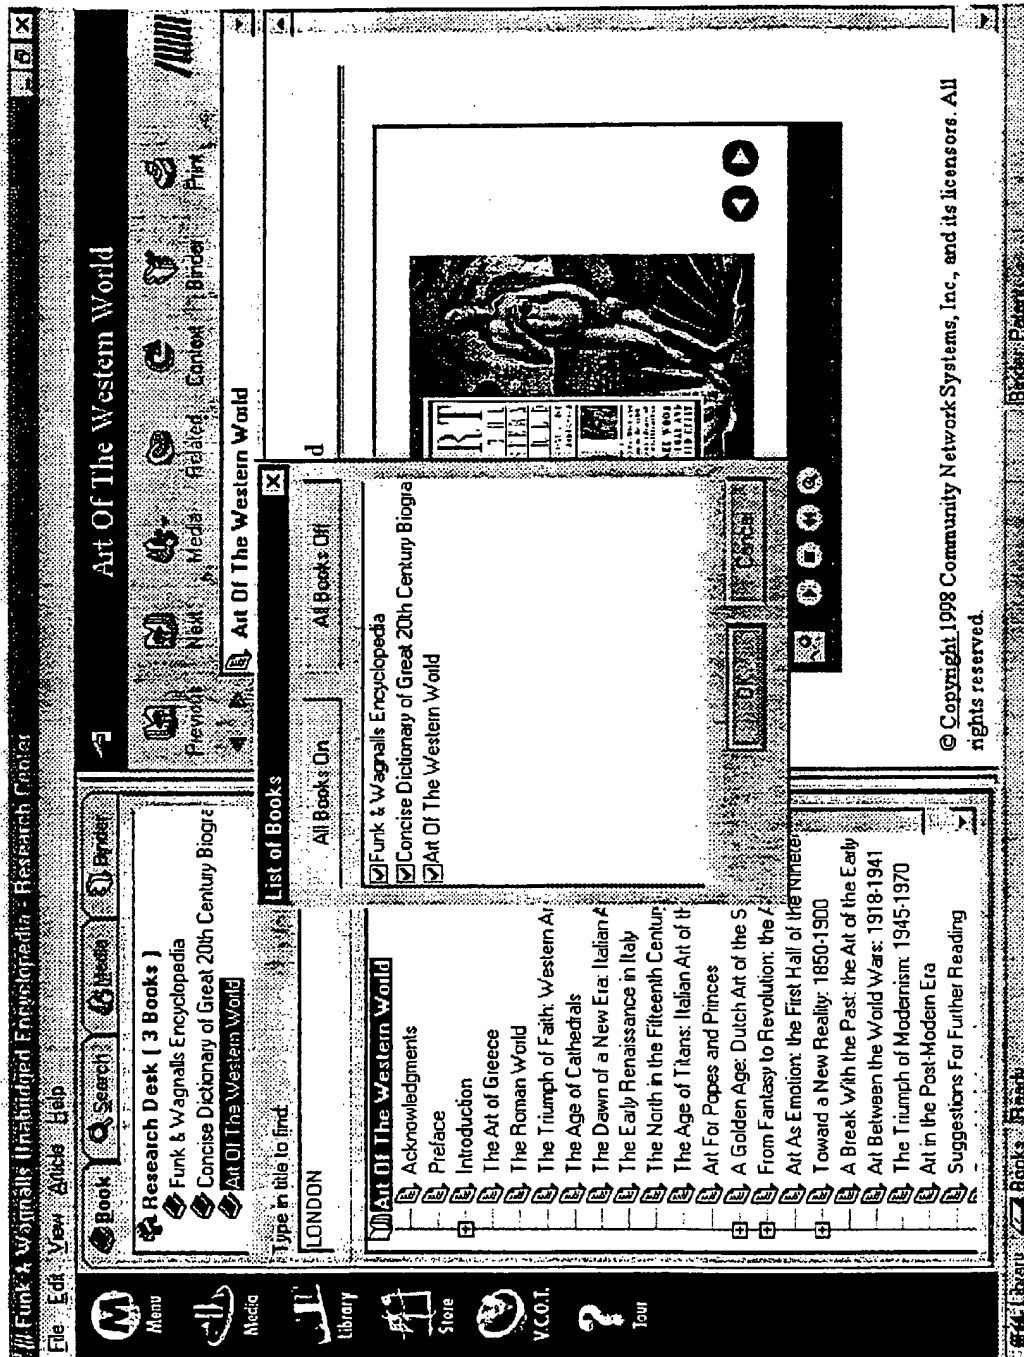 Funk & Wagnalls Unabridged Encyclopedia - Research Center
File Edit View Article Help
Menu
Media
Library
Store
V.C.O.T.
Tour
Book
Search
Media
Binder
Research Desk ( 3 Books )
Funk & Wagnalls Encyclopedia
Concise Dictionary of Great 20th Century Biogra
Art Of The Western World
Type in title to find
LONDON
Art Of The Western World
Acknowledgments
Preface
Introduction
The Art of Greece
The Roman World
The Triumph of Faith: Western Ar
The Age of Cathedrals
The Dawn of a New Era: Italian A
The Early Renaissance in Italy
The North in the Fifteenth Centur
The Age of Titans: Italian Art of th
Art For Popes and Princes
A Golden Age: Dutch Art of the S
From Fantasy to Revolution: the A
Art As Emotion: the First Half of the Nineteer
Toward a New Reality: 1850-1900
A Break With the Past: the Art of the Early
Art Between the World Wars: 1918-1941
The Triumph of Modernism: 1945-1970
Art in the Post-Modern Era
Suggestions For Further Reading
Art Of The Western World
Previous Next Media Related Context Binder Print
Art Of The Western World
d
List of Books
All Books On
All Books Off
Funk & Wagnalls Encyclopedia
Concise Dictionary of Great 20th Century Biogra
Art Of The Western World
OK
Cancel
© Copyright 1998 Community Network Systems, Inc., and its licensors. All
rights reserved.
Library Books Ready
Binder